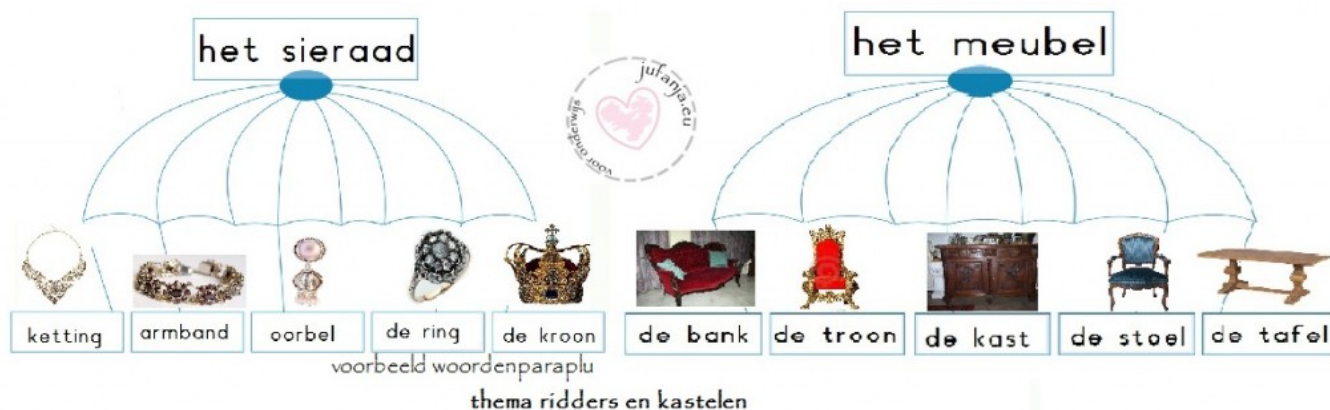 het sieraad
het meubel
jufanja.eu
voor onderwijs
ketting
armband
oorbel
de ring
de kroon
de bank
de troon
de kast
de stoel
de tafel
voorbeeld woordenparaplu
thema ridders en kastelen